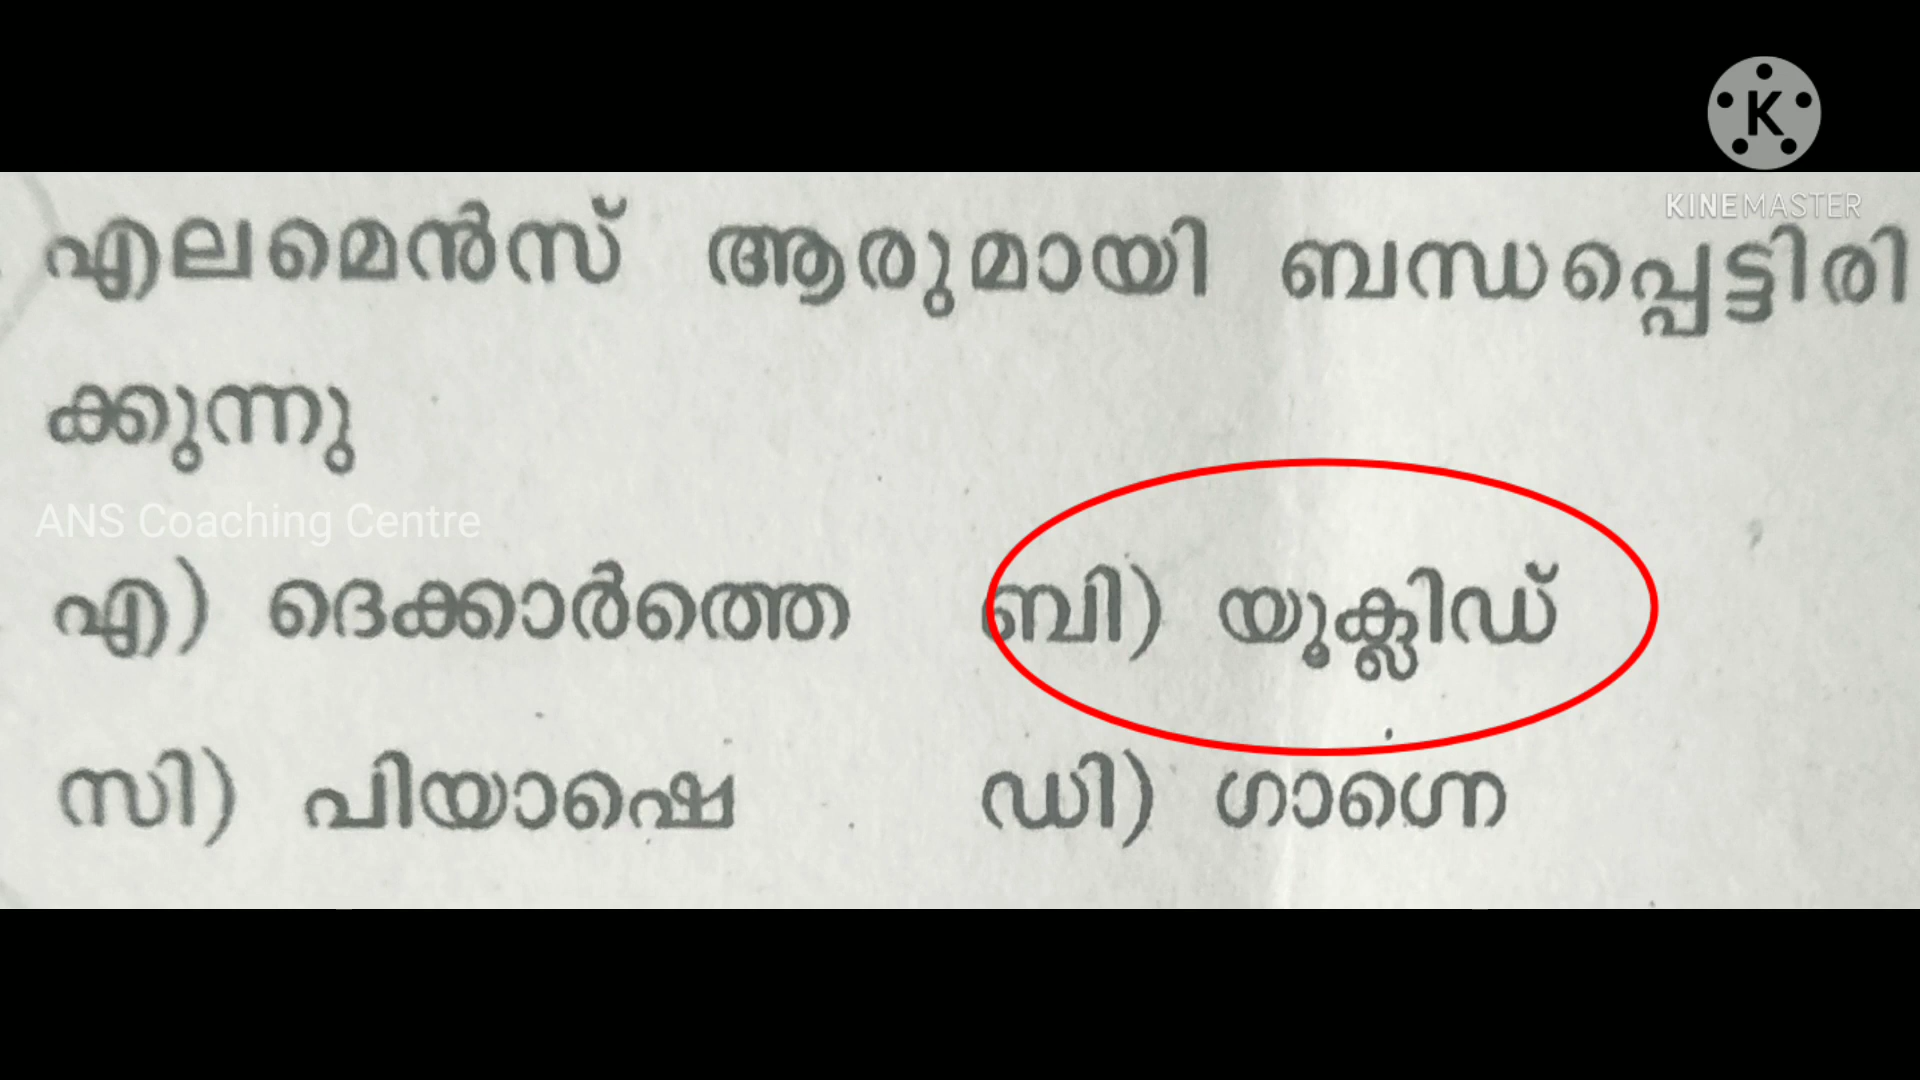 K
KINEMASTER
എലമെൻസ് ആരുമായി ബന്ധപ്പെട്ടിരി
ക്കുന്നു
ANS Coaching Centre
എ) ദെക്കാർത്തെ ബി) യൂക്ലിഡ്
സി) പിയാഷെ ഡി) ഗാഗ്നെ